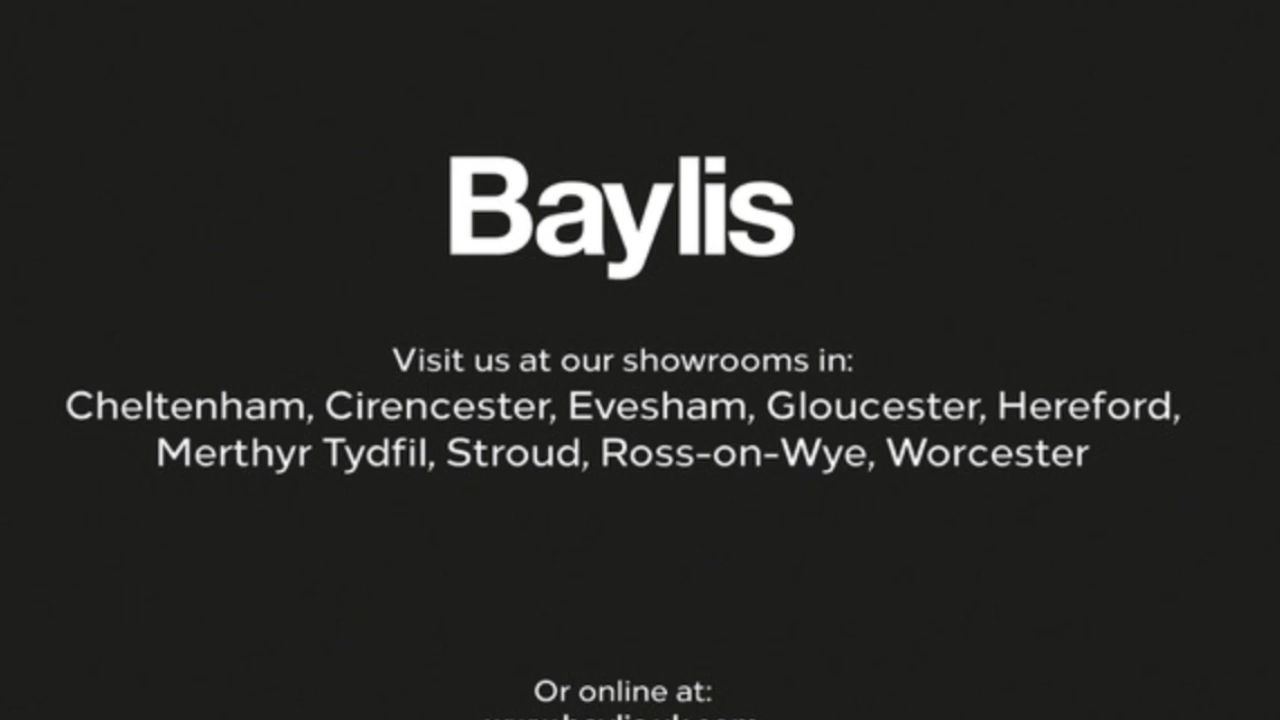 Baylis
Visit us at our showrooms in:
Cheltenham, Cirencester, Evesham, Gloucester, Hereford,
Merthyr Tydfil, Stroud, Ross-on-Wye, Worcester
Or online at: